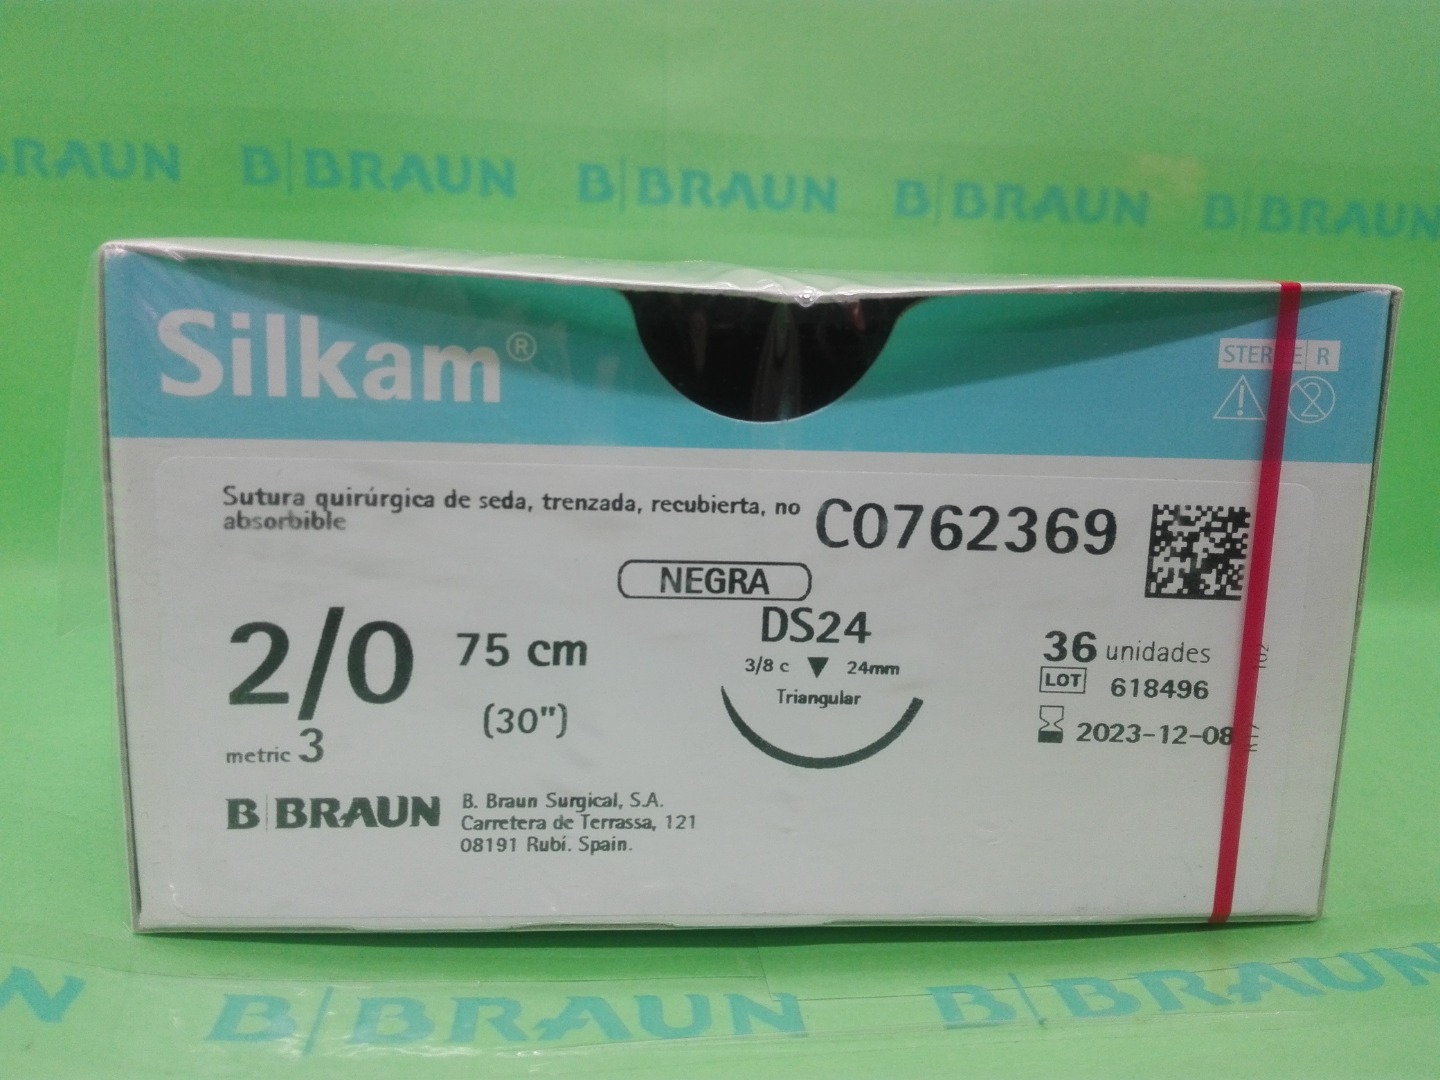 BRAUN B|BRAUN B|BRAUN B|BRAUN B|BRAUN
Silkam®
STERILE R
2
Sutura quirúrgica de seda, trenzada, recubierta, no
absorbible
C0762369
NEGRA
2/0
75 cm
(30")
metric 3
DS24
3/8 c 24mm
Triangular
36 unidades
LOT 618496
2023-12-08
B|BRAUN
B. Braun Surgical, S.A.
Carretera de Terrassa, 121
08191 Rubí. Spain.
N B|BRAUN B|BRAUN